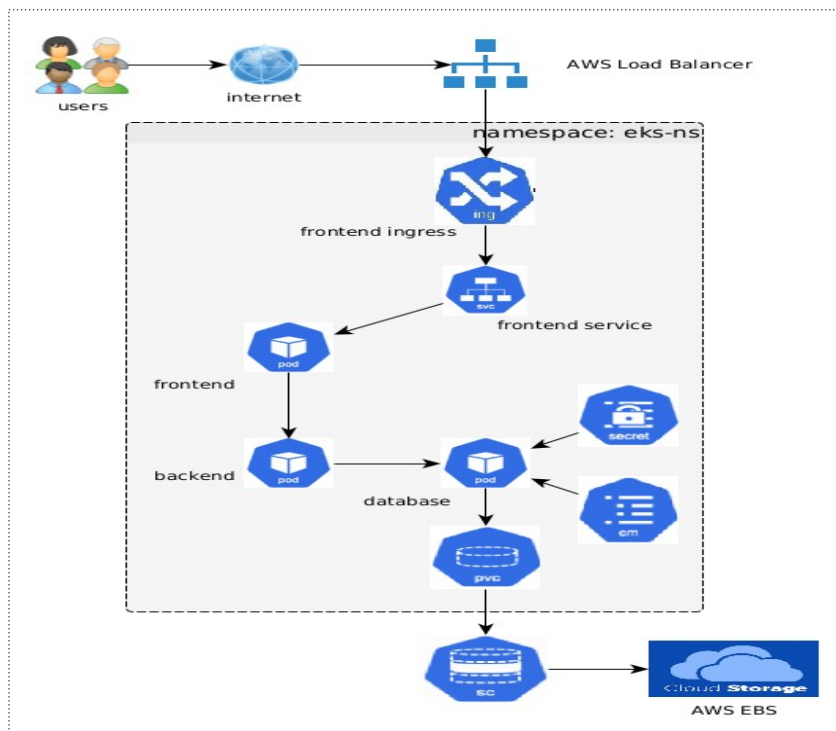 users
internet
AWS Load Balancer
namespace: eks-ns
ing
frontend ingress
svc
frontend service
pod
frontend
secret
backend
pod
pod
database
cm
pvc
sc
Cloud Storage
AWS EBS